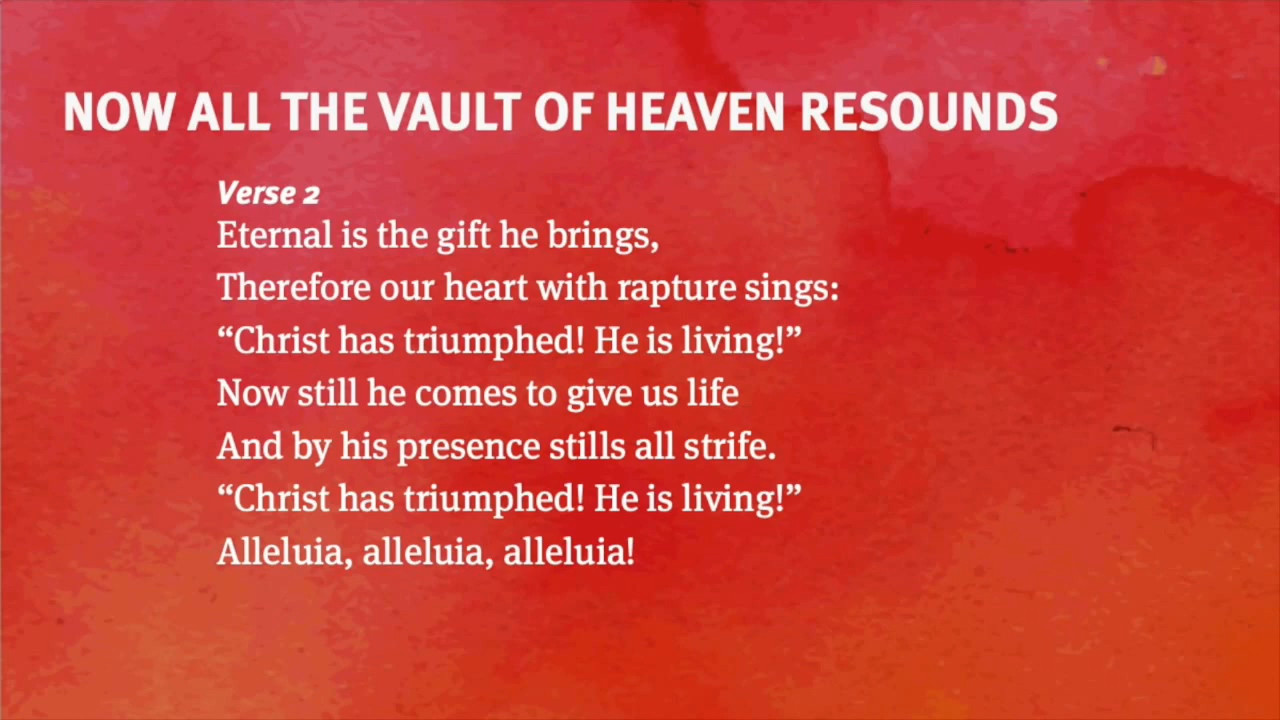 NOW ALL THE VAULT OF HEAVEN RESOUNDS
Verse 2
Eternal is the gift he brings,
Therefore our heart with rapture sings:
“Christ has triumphed! He is living!”
Now still he comes to give us life
And by his presence stills all strife.
“Christ has triumphed! He is living!”
Alleluia, alleluia, alleluia!